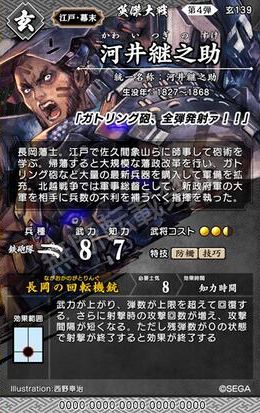 玄
江戸・幕末
英傑大戦
第4弾
玄139
かわいつぎのすけ
河井継之助
統一名称：河井継之助
生没年：1827～1868
「ガトリング砲、全弾発射ァ！！」
長岡藩士。江戸で佐久間象山らに師事して砲術を
学ぶ。帰藩すると大規模な藩政改革を行い、ガト
リング砲など大量の最新兵器を購入して軍備を拡
充。北越戦争では軍事総督として、新政府軍の大
軍を相手に兵数の不利を補うべく指揮を執った。
兵種 武力 知力 武将コスト
鉄砲隊 8 7
特技 防柵 技巧
ながおかのがとりんぐ
長岡の回転機銃
必要士気 8
効果時間 知力時間
効果範囲
武力が上がり、弾数が上限を超えて回復す
る。さらに射撃時の攻撃回数が増え、攻撃
間隔が短くなる。ただし残弾数が0の状態
で射撃が終了すると効果が終了する
Illustration:西野幸治
©SEGA
0000-0000-0000-0000-0000